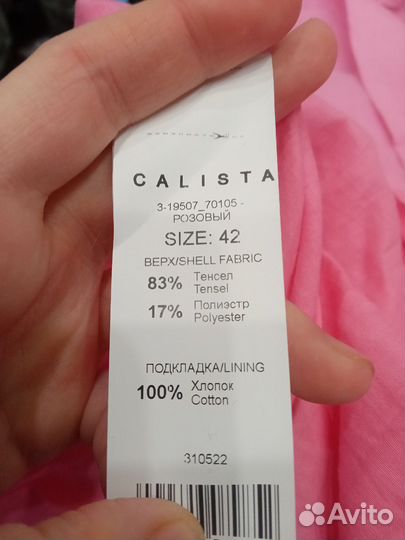 CALISTA
3-19507_70105 -
РОЗОВЫЙ
SIZE: 42
ВЕРХ/SHELL FABRIC
83% Тенсел
Tensel
17% Полиэстр
Polyester
ПОДКЛАДКА/LINING
100% Хлопок
Cotton
310522
Avito